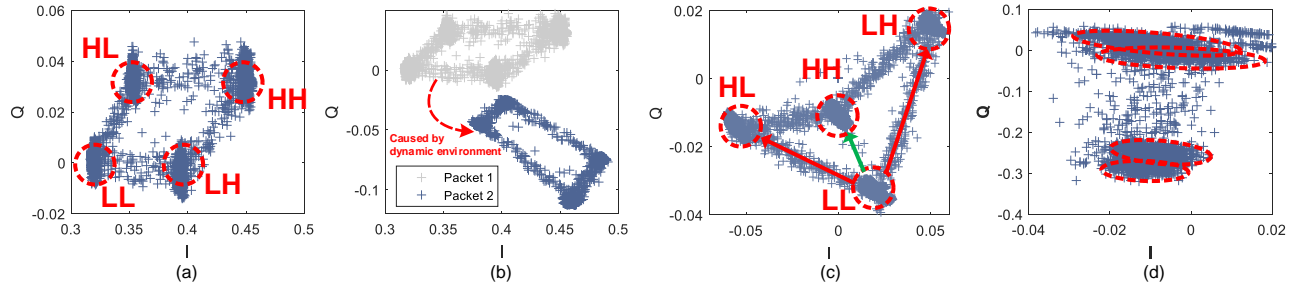 0.06
0.04
0.02
0
-0.02
Q
HL
HH
LL
LH
0.3
0.35
0.4
0.45
0.5
I
(a)
0
-0.05
-0.1
Q
Caused by
dynamic environment
Packet 1
Packet 2
0.3
0.35
0.4
0.45
0.5
I
(b)
0.02
0
-0.02
-0.04
Q
LH
HH
HL
LL
-0.05
0
0.05
I
(c)
0.1
0
-0.1
-0.2
-0.3
-0.4
Q
-0.04
-0.02
0
0.02
I
(d)